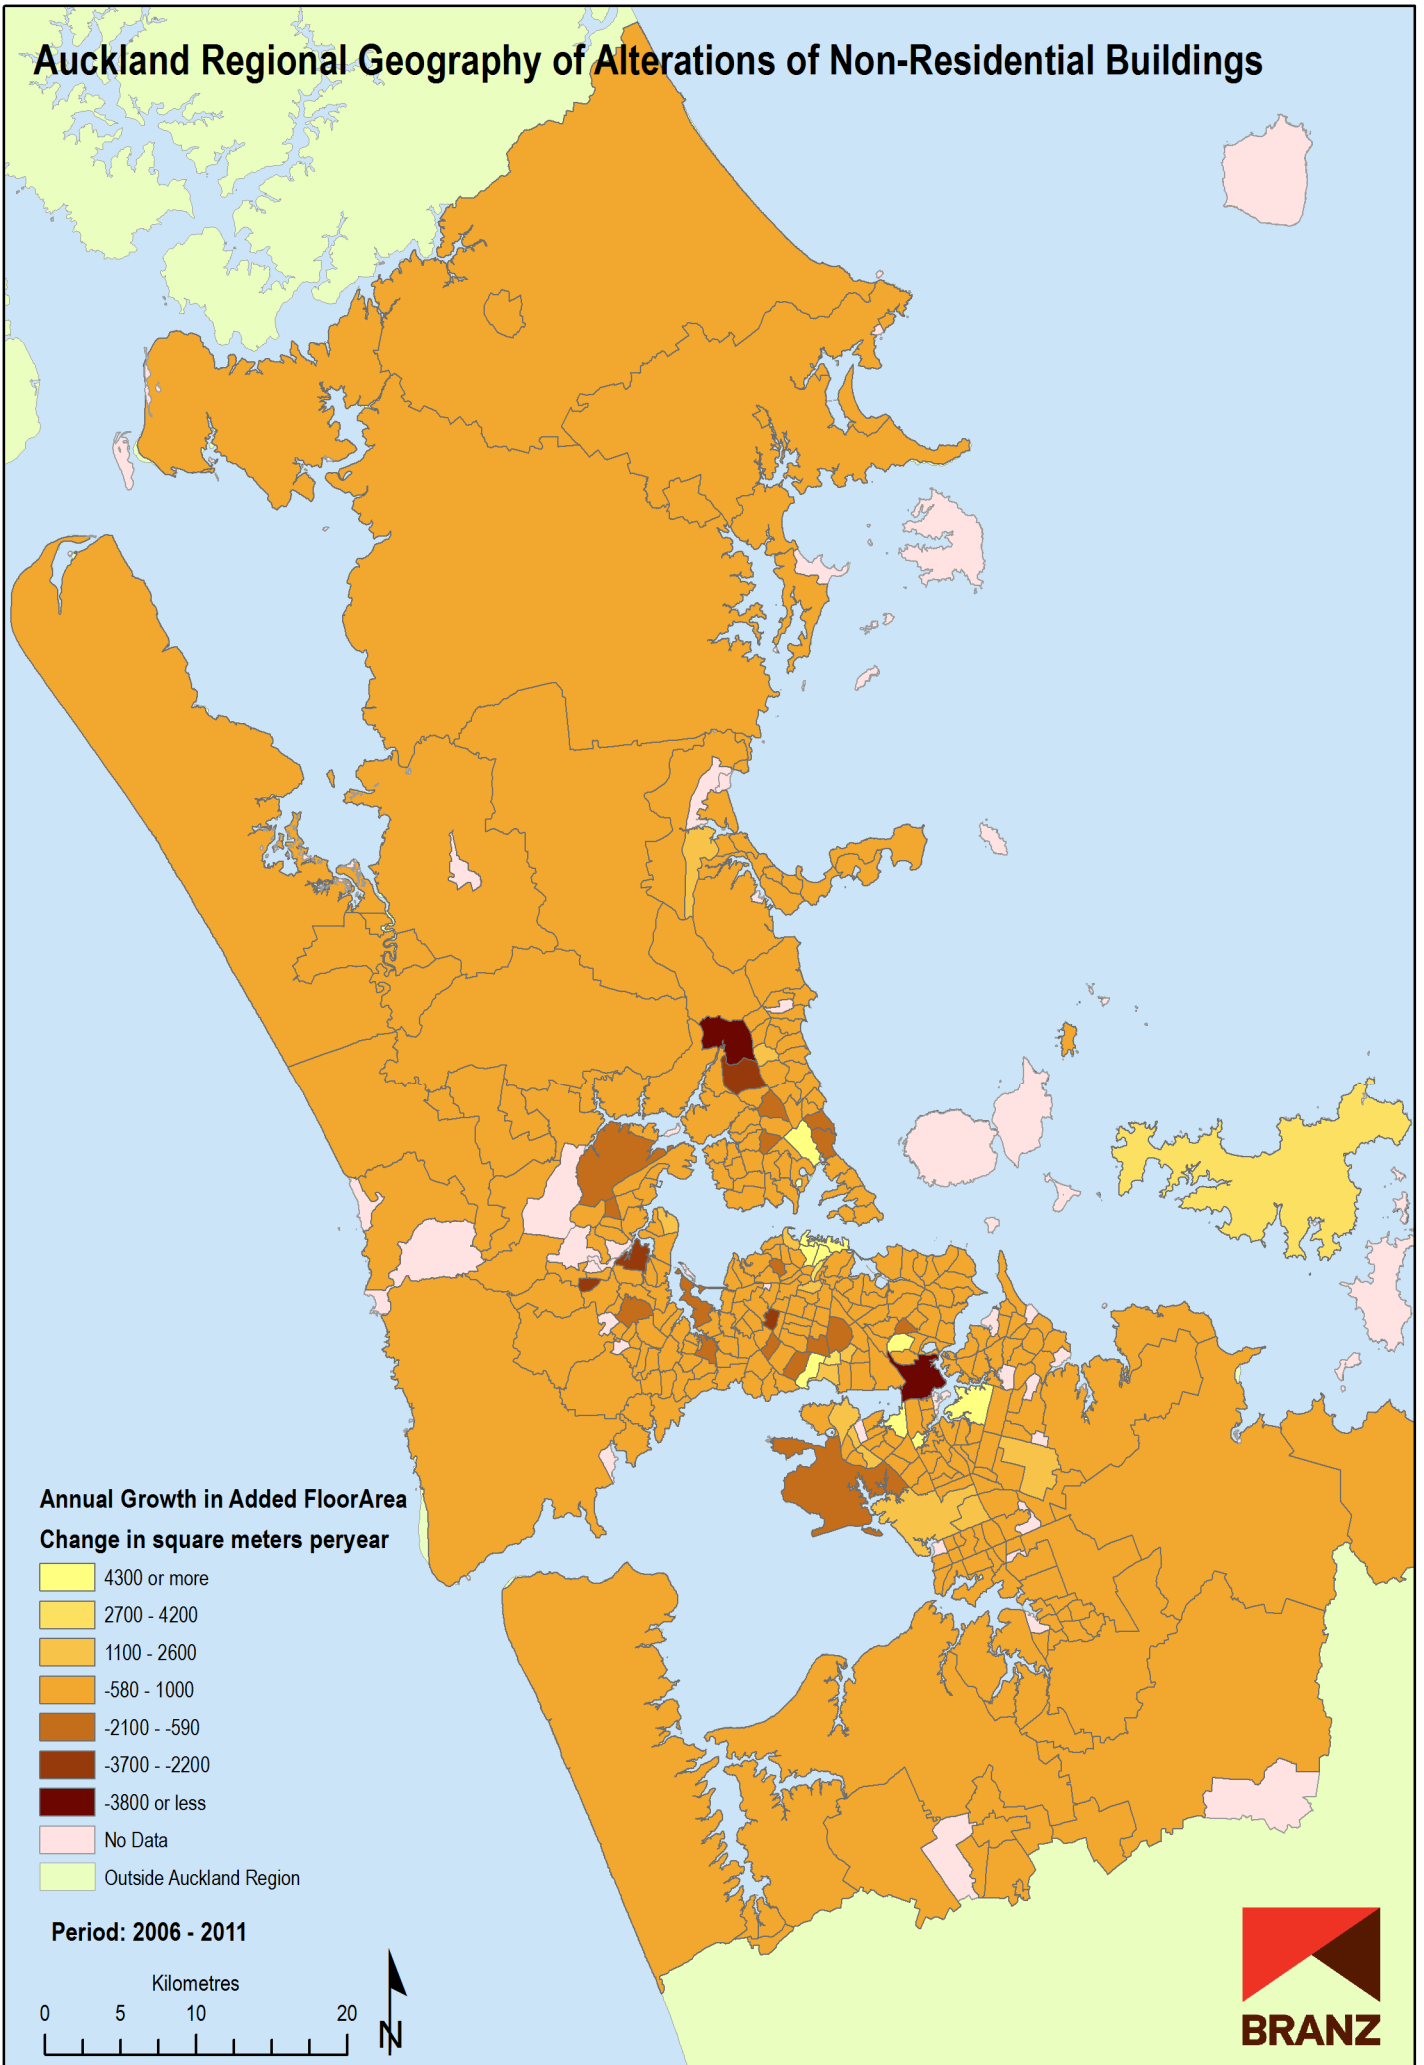 Auckland Regional Geography of Alterations of Non-Residential Buildings
Annual Growth in Added FloorArea
Change in square meters peryear
4300 or more
2700 - 4200
1100 - 2600
-580 - 1000
-2100 - -590
-3700 - -2200
-3800 or less
No Data
Outside Auckland Region
Period: 2006 - 2011
Kilometres
0 5 10 20
N
BRANZ